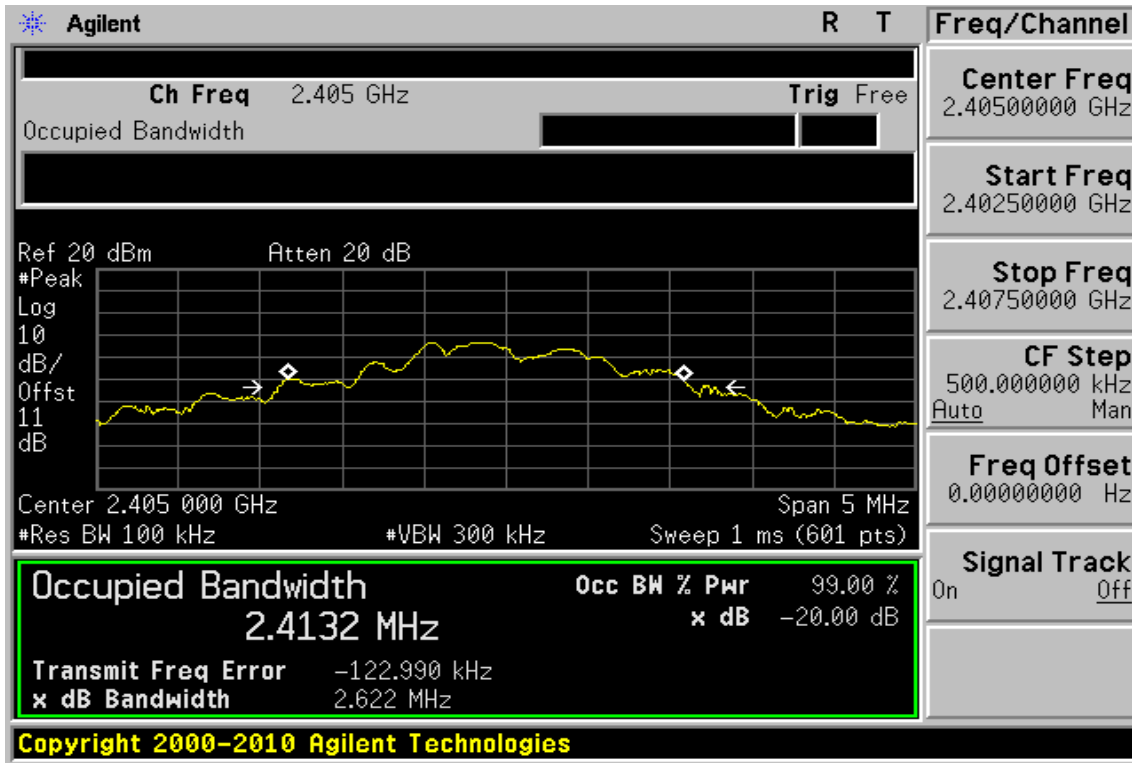 Agilent R T
Freq/Channel
Ch Freq 2.405 GHz Trig Free
Occupied Bandwidth
Center Freq
2.40500000 GHz
Start Freq
2.40250000 GHz
Stop Freq
2.40750000 GHz
CF Step
500.000000 kHz
Auto Man
Freq Offset
0.00000000 Hz
Signal Track
On Off
Ref 20 dBm Atten 20 dB
#Peak
Log
10
dB/
Offst
11
dB
Center 2.405 000 GHz Span 5 MHz
#Res BW 100 kHz #VBW 300 kHz Sweep 1 ms (601 pts)
Occupied Bandwidth Occ BW % Pwr 99.00 %
2.4132 MHz x dB -20.00 dB
Transmit Freq Error -122.990 kHz
x dB Bandwidth 2.622 MHz
Copyright 2000-2010 Agilent Technologies